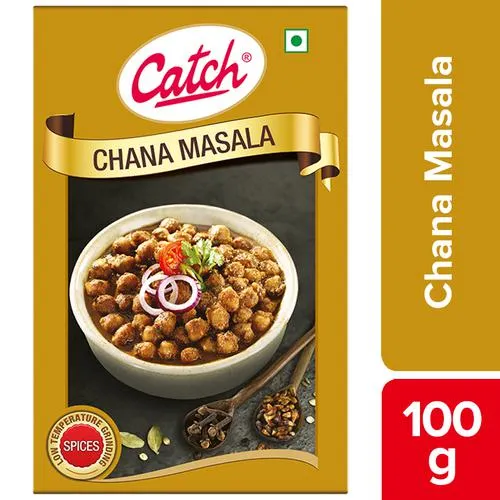 Catch®
CHANA MASALA
LOW TEMPERATURE GRINDING
SPICES
Chana Masala
100
g